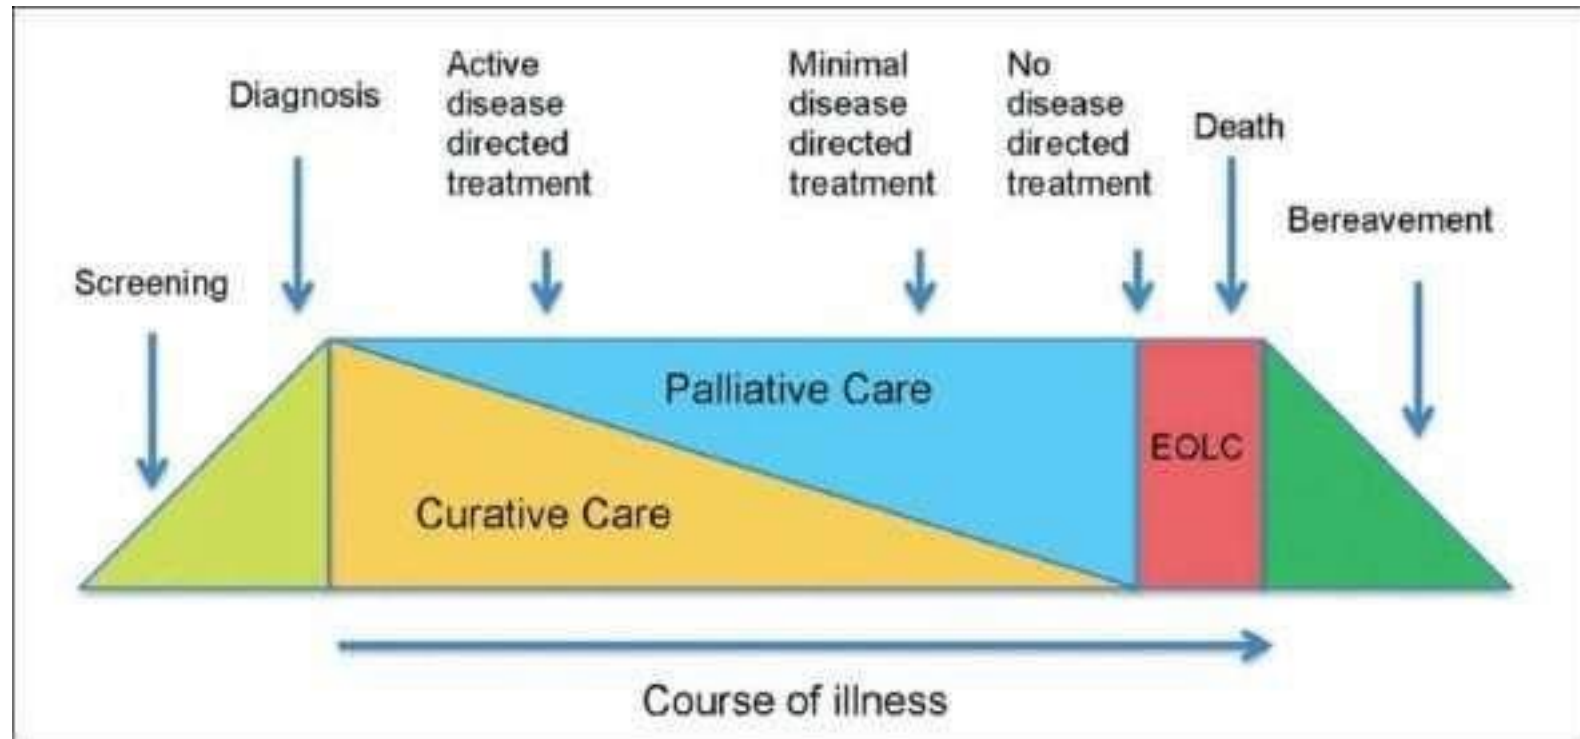 Screening
Diagnosis
Active
disease
directed
treatment
Minimal
disease
directed
treatment
No
disease
directed
treatment
Death
Bereavement
Palliative Care
Curative Care
EOLC
Course of illness